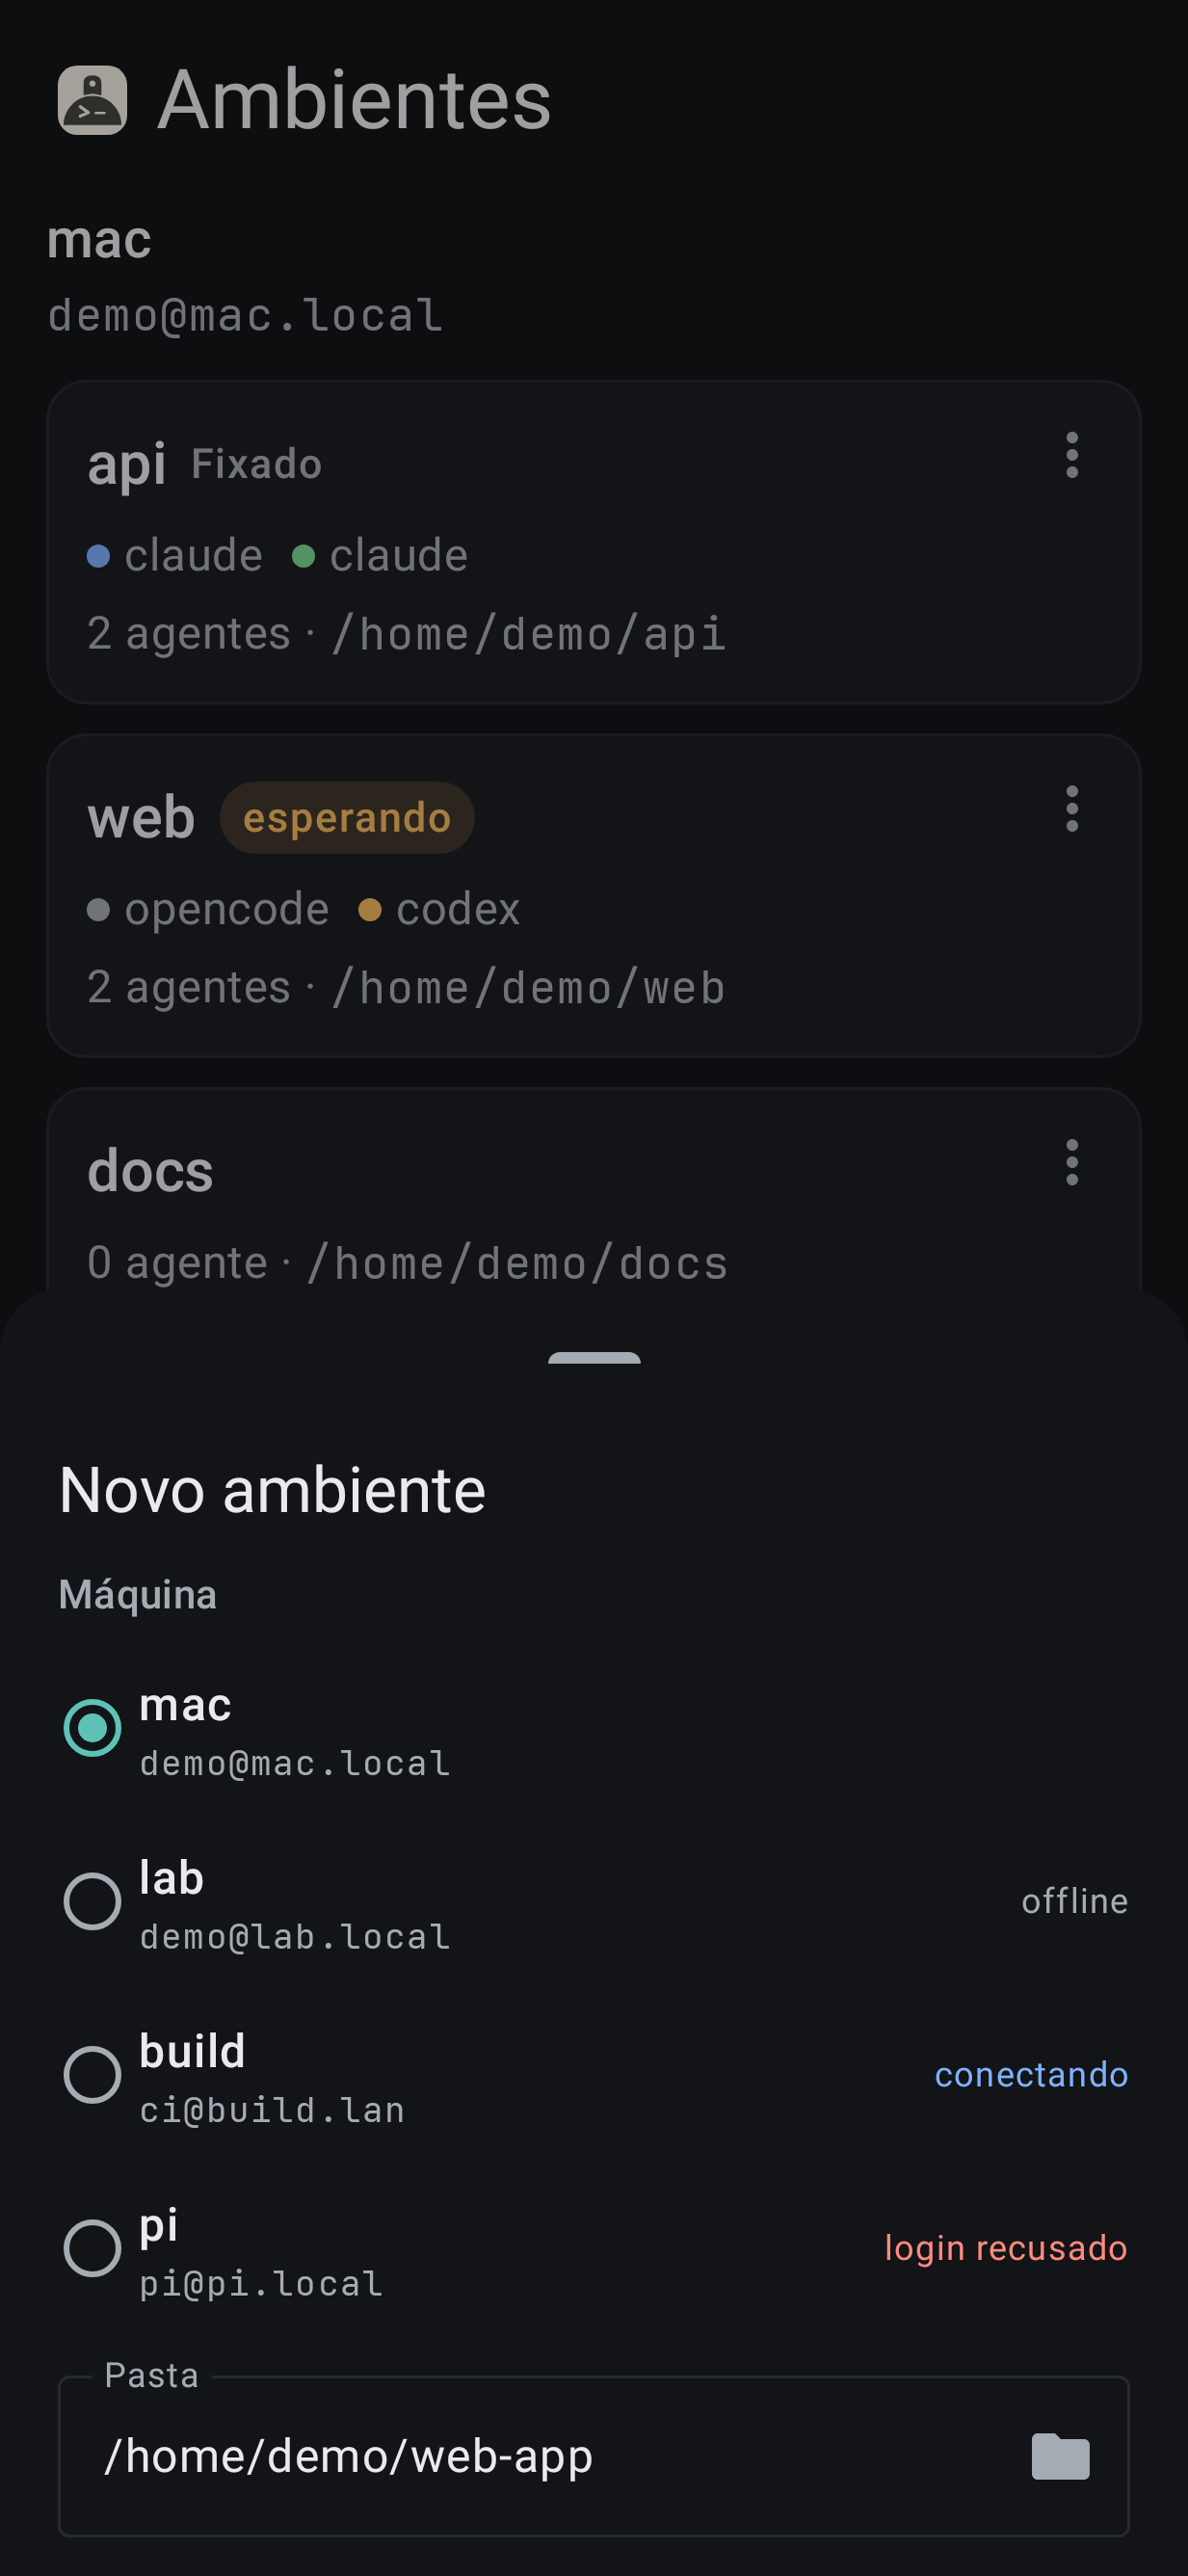 Ambientes
mac
demo@mac.local
api Fixado
claude claude
2 agentes · /home/demo/api
web esperando
opencode codex
2 agentes · /home/demo/web
docs
0 agente · /home/demo/docs
Novo ambiente
Máquina
mac
demo@mac.local
lab
offline
demo@lab.local
build
conectando
ci@build.lan
pi
login recusado
pi@pi.local
Pasta
/home/demo/web-app